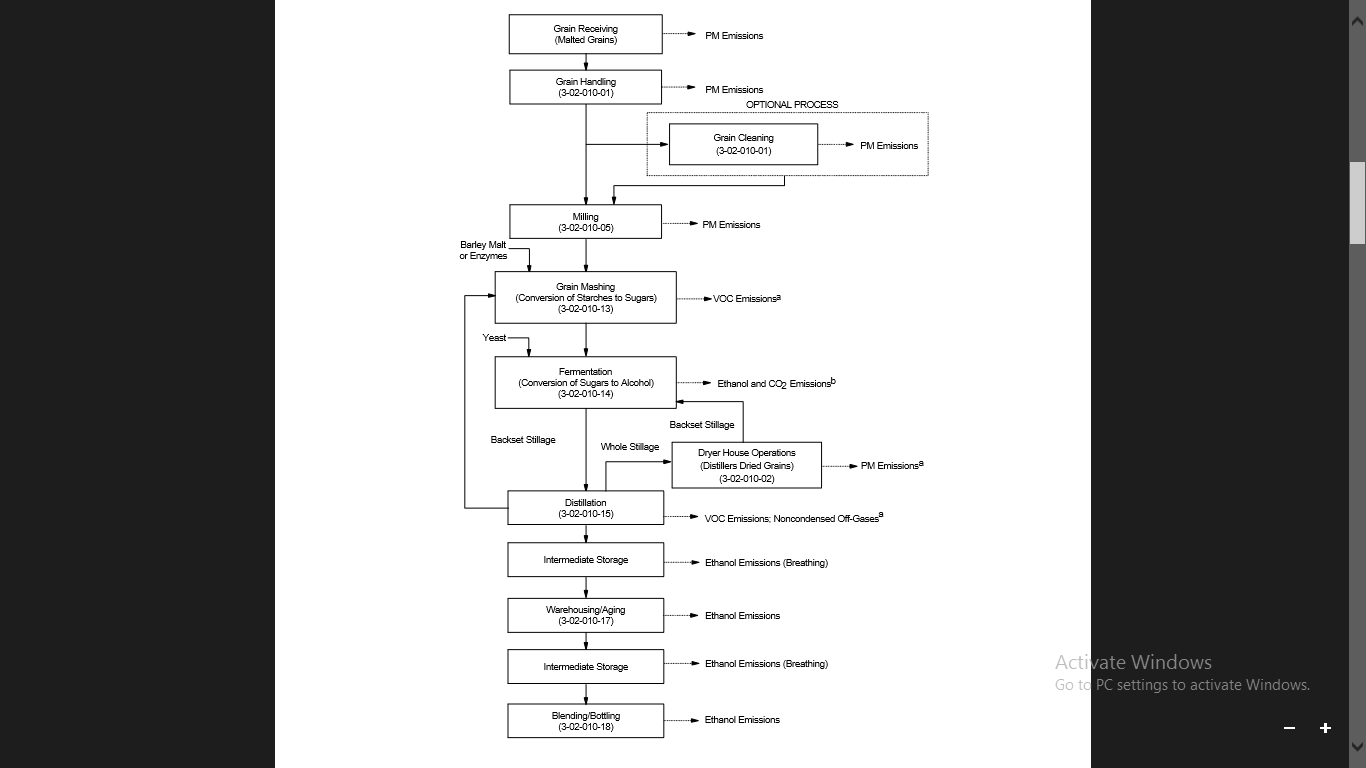 Grain Receiving
(Malted Grains)
PM Emissions
Grain Handling
(3-02-010-01)
PM Emissions
OPTIONAL PROCESS
Grain Cleaning
(3-02-010-01)
PM Emissions
Milling
(3-02-010-05)
PM Emissions
Barley Malt
or Enzymes
Grain Mashing
(Conversion of Starches to Sugars)
(3-02-010-13)
VOC Emissionsa
Yeast
Fermentation
(Conversion of Sugars to Alcohol)
(3-02-010-14)
Ethanol and CO2 Emissionsb
Backset Stillage
Backset Stillage
Whole Stillage
Dryer House Operations
(Distillers Dried Grains)
(3-02-010-02)
PM Emissionsa
Distillation
(3-02-010-15)
VOC Emissions; Noncondensed Off-Gasesa
Intermediate Storage
Ethanol Emissions (Breathing)
Warehousing/Aging
(3-02-010-17)
Ethanol Emissions
Intermediate Storage
Ethanol Emissions (Breathing)
Blending/Bottling
(3-02-010-18)
Ethanol Emissions
Activate Windows
Go to PC settings to activate Windows.